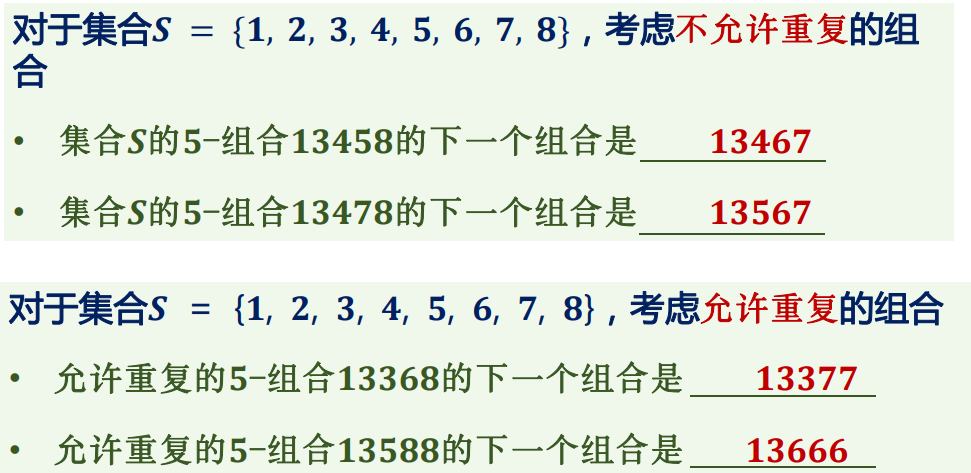 对于集合S = {1, 2, 3, 4, 5, 6, 7, 8}，考虑不允许重复的组
合
• 集合S的5-组合13458的下一个组合是 13467
• 集合S的5-组合13478的下一个组合是 13567
对于集合S = {1, 2, 3, 4, 5, 6, 7, 8}，考虑允许重复的组合
• 允许重复的5-组合13368的下一个组合是 13377
• 允许重复的5-组合13588的下一个组合是 13666